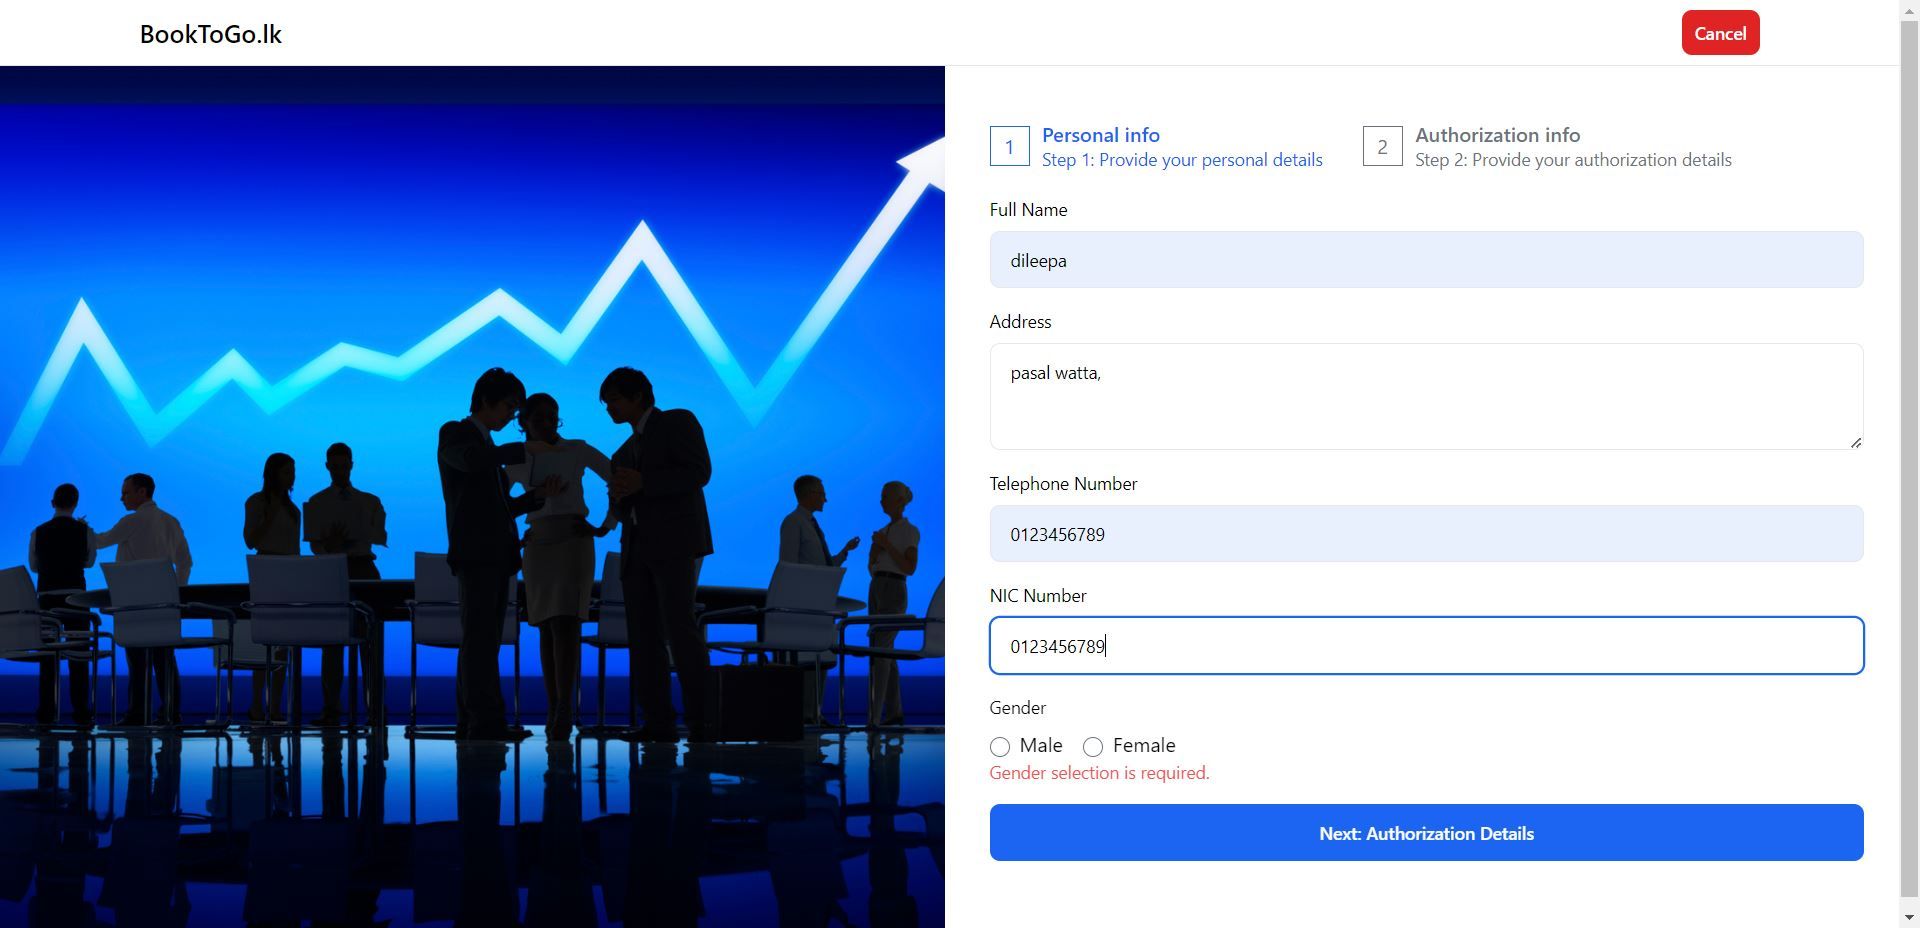 BookToGo.lk
Cancel
1
Personal info
Step 1: Provide your personal details
2
Authorization info
Step 2: Provide your authorization details
Full Name
dileepa
Address
pasal watta,
Telephone Number
0123456789
NIC Number
0123456789
Gender
Male
Female
Gender selection is required.
Next: Authorization Details